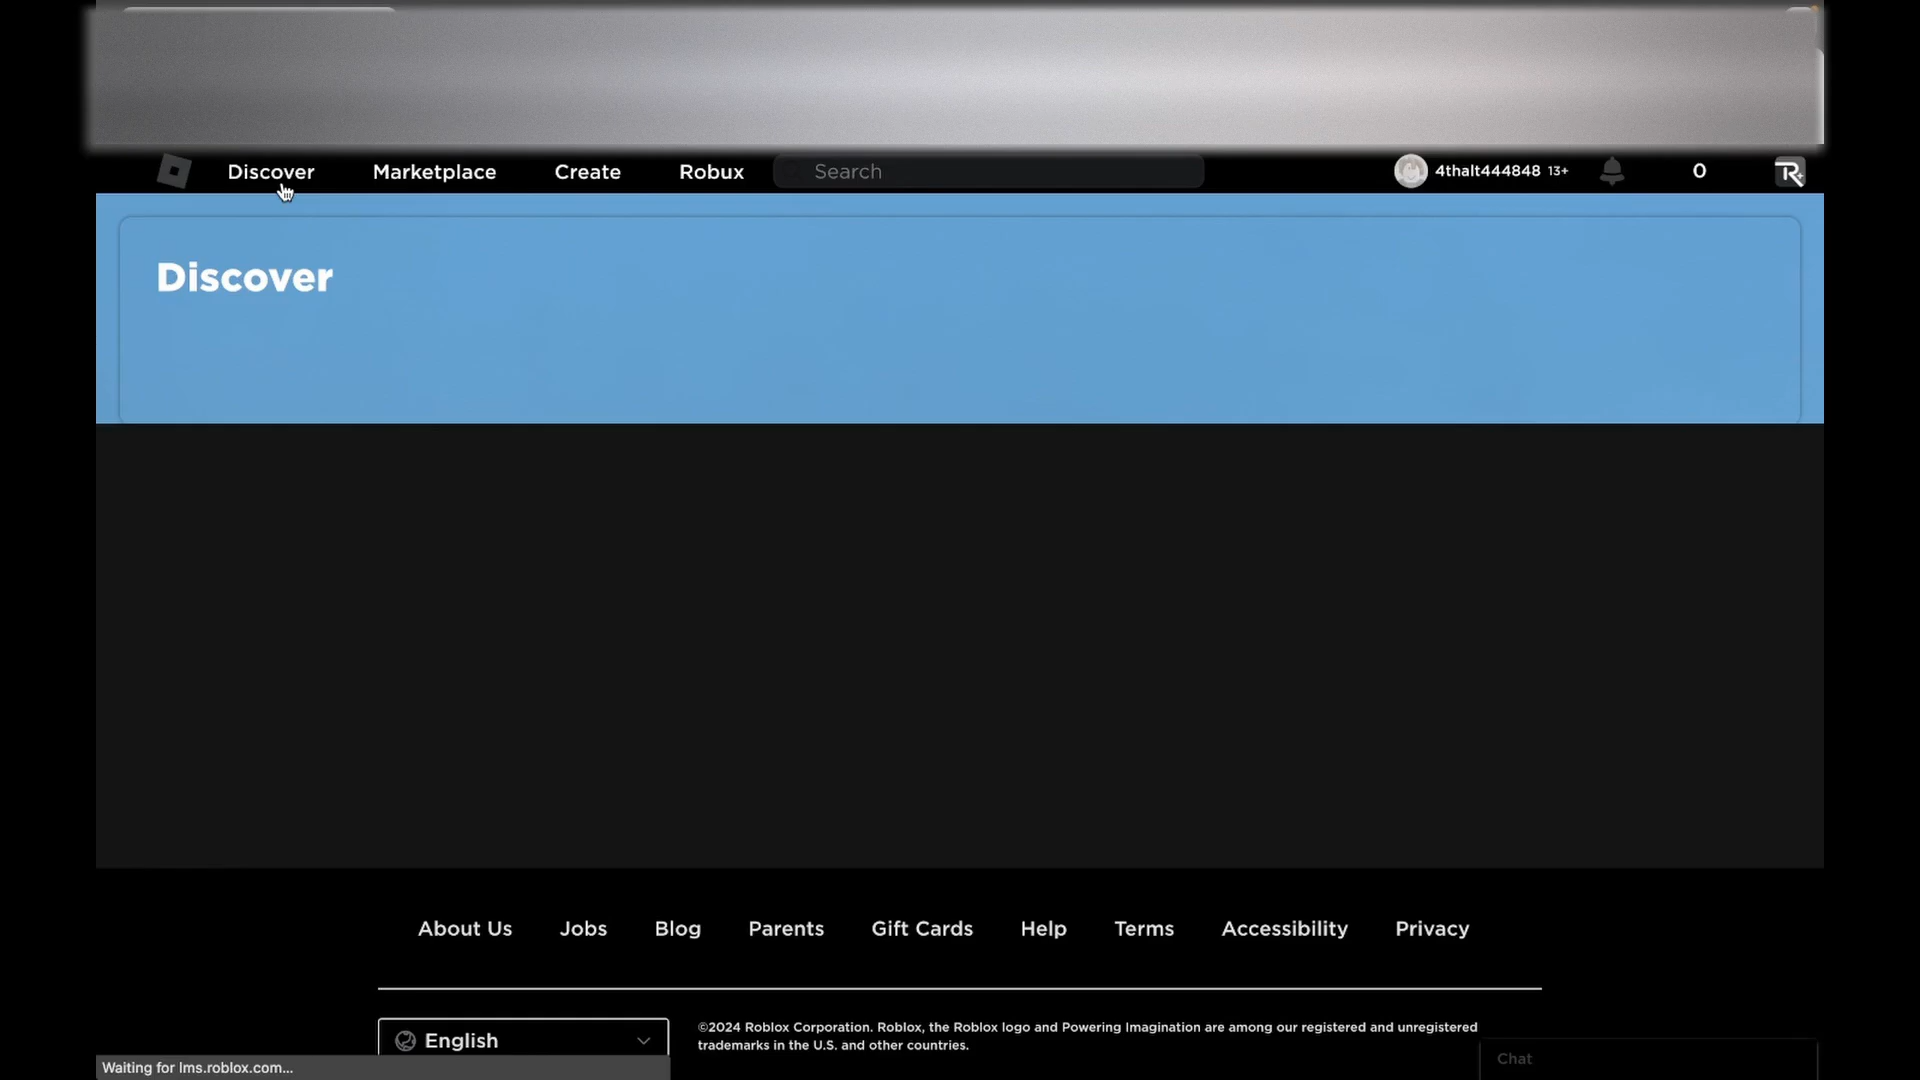 Discover
Marketplace
Create
Robux
Search
4thalt444848 13+
0
Discover
About Us
Jobs
Blog
Parents
Gift Cards
Help
Terms
Accessibility
Privacy
English
©2024 Roblox Corporation. Roblox, the Roblox logo and Powering Imagination are among our registered and unregistered
trademarks in the U.S. and other countries.
Chat
Waiting for lms.roblox.com...